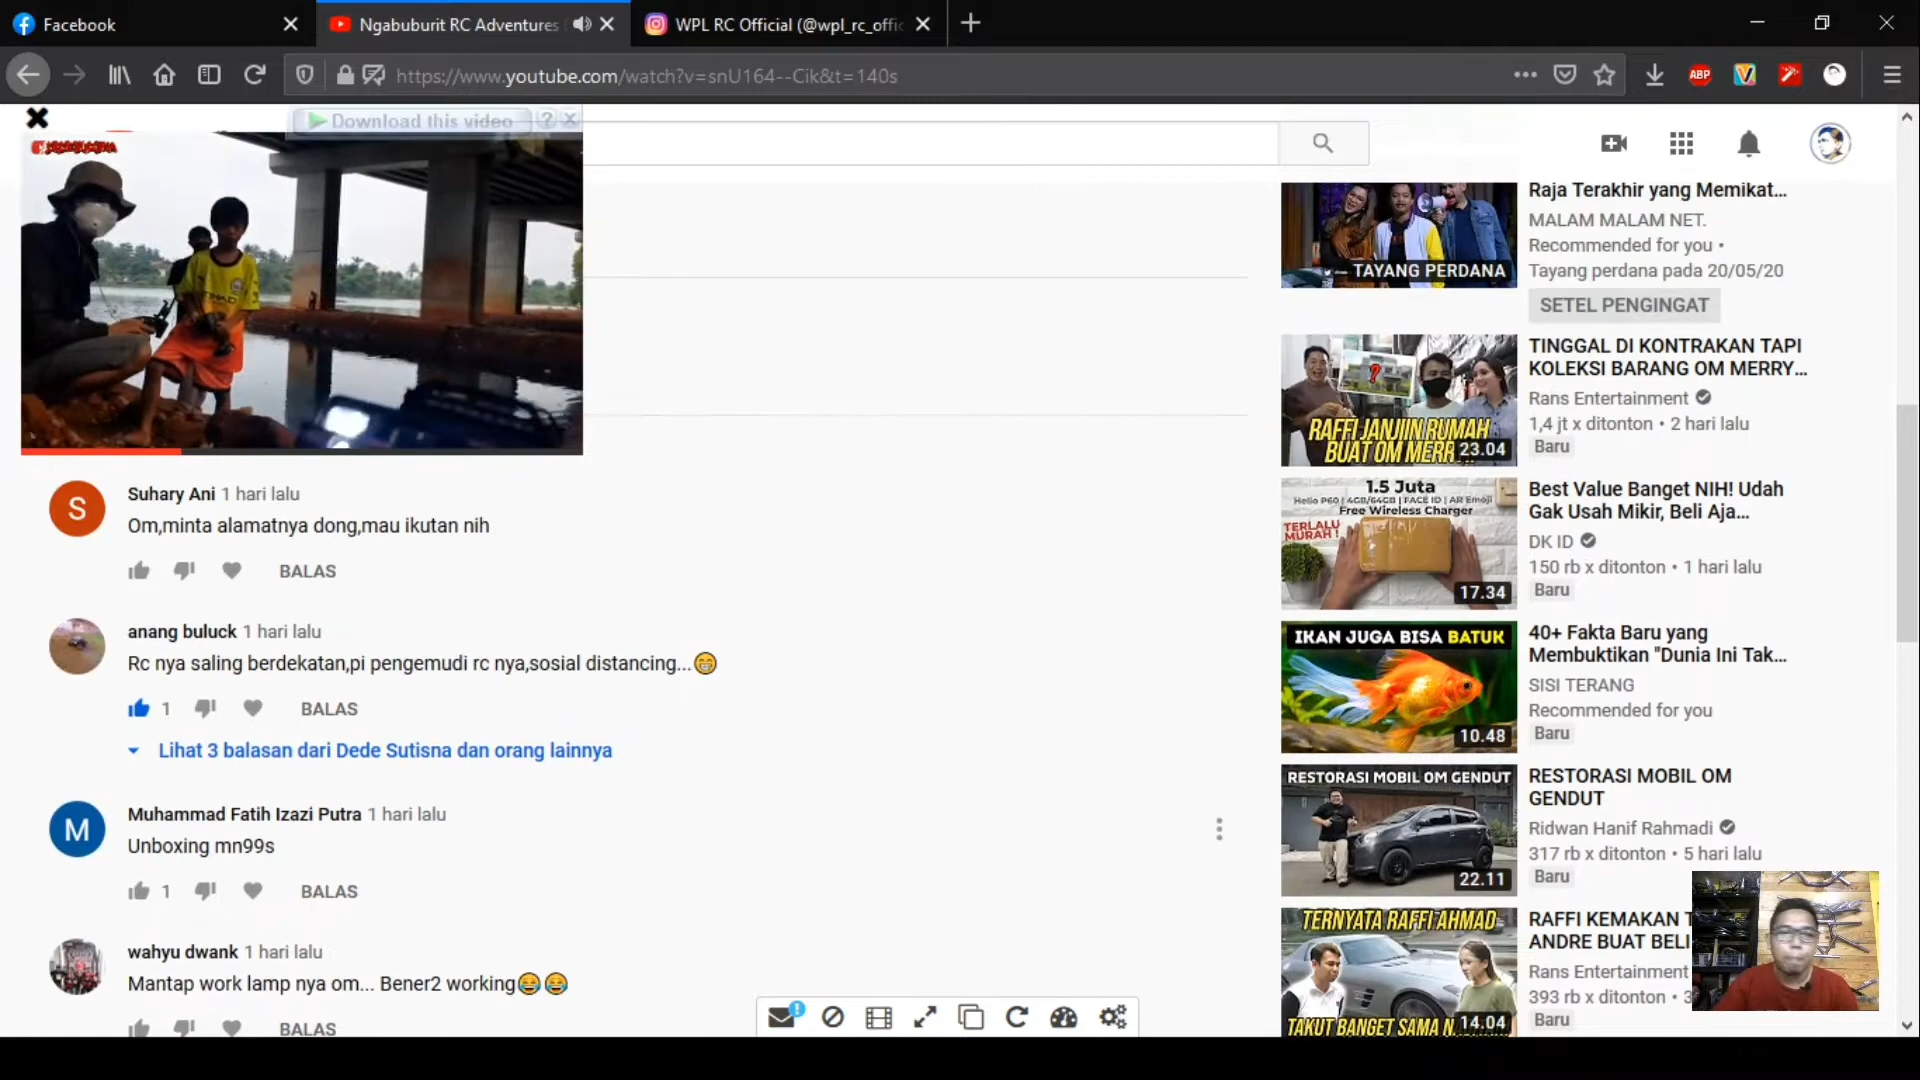 Facebook
Ngabuburit RC Adventures
WPL RC Official (@wpl_rc_offic
https://www.youtube.com/watch?v=snU164--Cik&t=140s
ABP
Download this video
Raja Terakhir yang Memikat...
MALAM MALAM NET.
Recommended for you •
Tayang perdana pada 20/05/20
SETEL PENGINGAT
TAYANG PERDANA
TINGGAL DI KONTRAKAN TAPI
KOLEKSI BARANG OM MERRY...
Rans Entertainment
1,4 jt x ditonton • 2 hari lalu
Baru
RAFFI JANJIIN RUMAH
BUAT OM MERR
23.04
1.5 Juta
Helio P60 | 4GB/64GB | FACE ID | AR Emoji
Free Wireless Charger
TERLALU
MURAH !
17.34
Best Value Banget NIH! Udah
Gak Usah Mikir, Beli Aja...
DK ID
150 rb x ditonton • 1 hari lalu
Baru
IKAN JUGA BISA BATUK
10.48
40+ Fakta Baru yang
Membuktikan "Dunia Ini Tak...
SISI TERANG
Recommended for you
Baru
RESTORASI MOBIL OM GENDUT
22.11
RESTORASI MOBIL OM
GENDUT
Ridwan Hanif Rahmadi
317 rb x ditonton • 5 hari lalu
Baru
TERNYATA RAFFI AHMAD
TAKUT BANGET SAMA N
14.04
RAFFI KEMAKAN T
ANDRE BUAT BELI
Rans Entertainment
393 rb x ditonton • 3
Baru
S
Suhary Ani 1 hari lalu
Om,minta alamatnya dong,mau ikutan nih
BALAS
anang buluck 1 hari lalu
Rc nya saling berdekatan,pi pengemudi rc nya,sosial distancing...😁
1 BALAS
Lihat 3 balasan dari Dede Sutisna dan orang lainnya
M
Muhammad Fatih Izazi Putra 1 hari lalu
Unboxing mn99s
1 BALAS
wahyu dwank 1 hari lalu
Mantap work lamp nya om... Bener2 working😂😂
BALAS